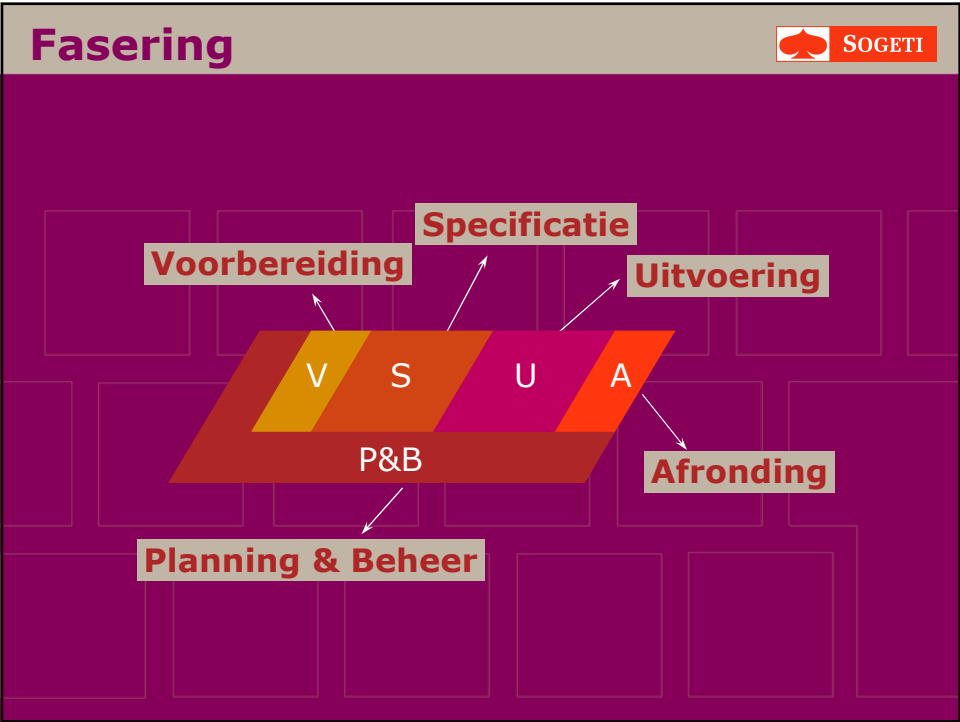 Fasering
SOGETI
Specificatie
Voorbereiding
Uitvoering
V S U A
P&B
Afronding
Planning & Beheer